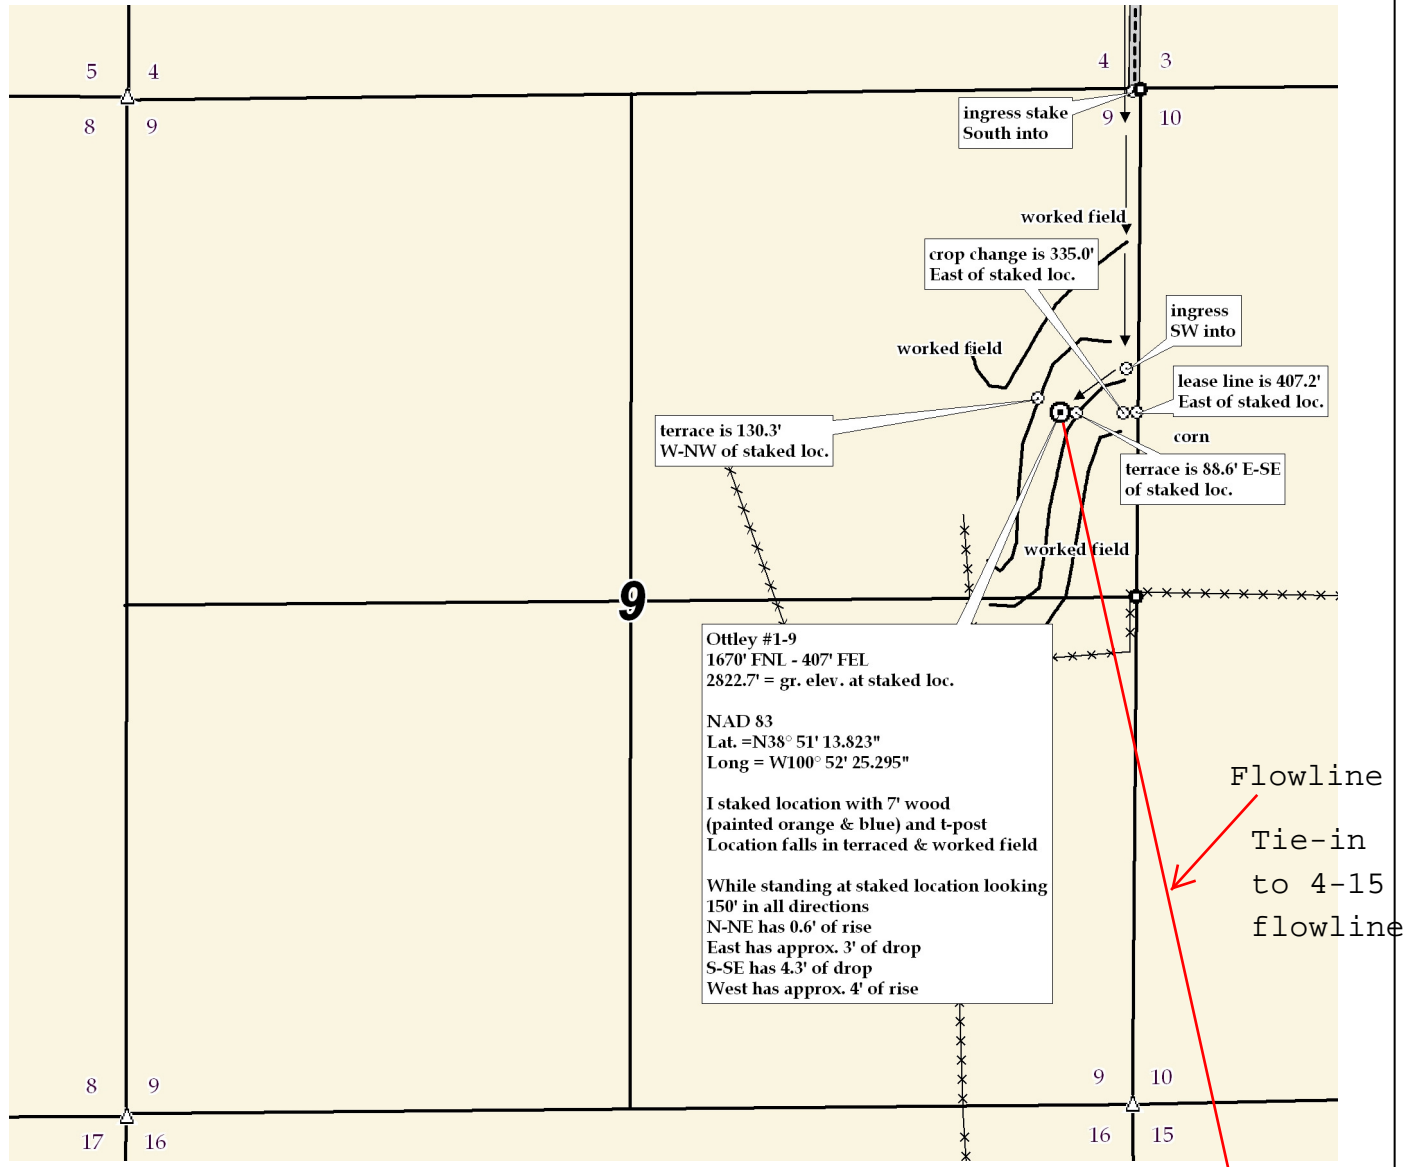 5 4
4 3
8 9
9 10
ingress stake
South into
worked field
crop change is 335.0'
East of staked loc.
ingress
SW into
worked field
lease line is 407.2'
East of staked loc.
terrace is 130.3'
W-NW of staked loc.
corn
terrace is 88.6' E-SE
of staked loc.
worked field
9
Ottley #1-9
1670' FNL - 407' FEL
2822.7' = gr. elev. at staked loc.
NAD 83
Lat. =N38° 51' 13.823"
Long = W100° 52' 25.295"
I staked location with 7' wood
(painted orange & blue) and t-post
Location falls in terraced & worked field
While standing at staked location looking
150' in all directions
N-NE has 0.6' of rise
East has approx. 3' of drop
S-SE has 4.3' of drop
West has approx. 4' of rise
Flowline
Tie-in
to 4-15
flowline
8 9
9 10
17 16
16 15